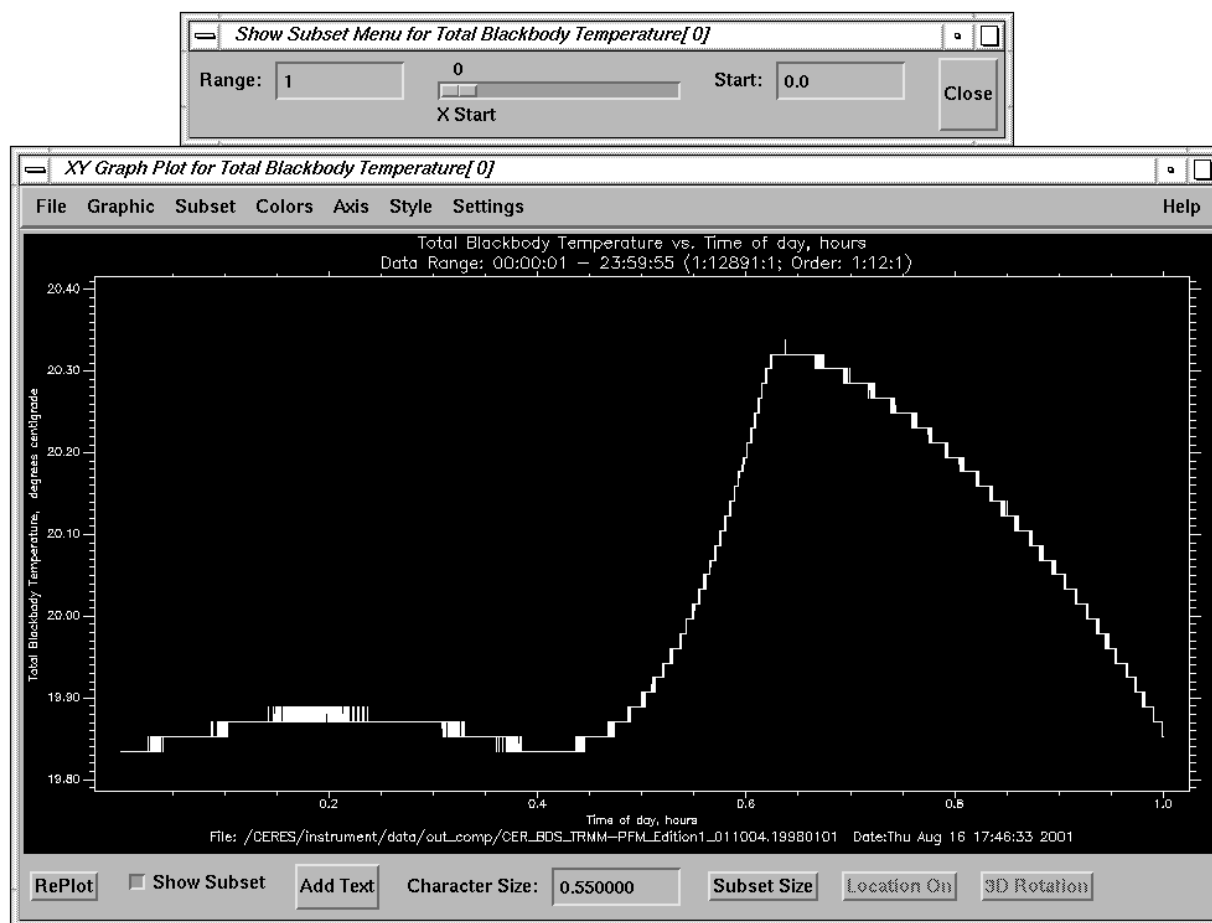 Show Subset Menu for Total Blackbody Temperature[ 0]
Range: 1 0 Start: 0.0 Close
X Start
XY Graph Plot for Total Blackbody Temperature[ 0]
File Graphic Subset Colors Axis Style Settings Help
Total Blackbody Temperature vs. Time of day, hours
Data Range: 00:00:01 – 23:59:55 (1:12891:1; Order: 1:12:1)
Total Blackbody Temperature, degrees centigrade
20.40
20.30
20.20
20.10
20.00
19.90
19.80
0.2 0.4 0.6 0.8 1.0
Time of day, hours
File: /CERES/instrument/data/out_comp/CER_BDS_TRMM-PFM_Edition1_011004.19980101 Date:Thu Aug 16 17:46:33 2001
RePlot Show Subset Add Text Character Size: 0.550000 Subset Size Location On 3D Rotation